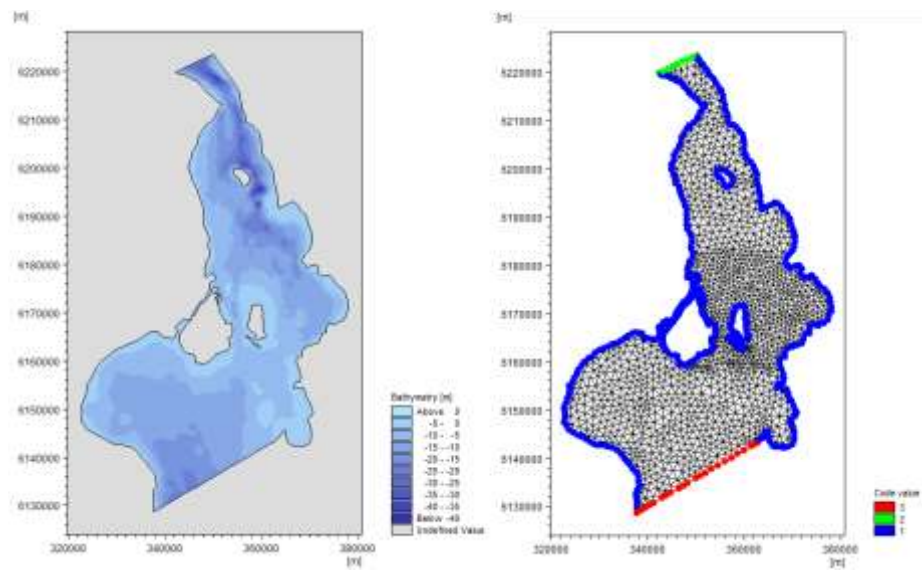 [m]
6220000
6210000
6200000
6190000
6180000
6170000
6160000
6150000
6140000
6130000
320000 340000 360000 380000
[m]
Bathymetry [m]
Above 0
-5 - 0
-10 - -5
-15 - -10
-20 - -15
-25 - -20
-30 - -25
-35 - -30
-40 - -35
Below -40
Undefined Value
[m]
6220000
6210000
6200000
6190000
6180000
6170000
6160000
6150000
6140000
6130000
320000 340000 360000 380000
[m]
Code value
3
2
1